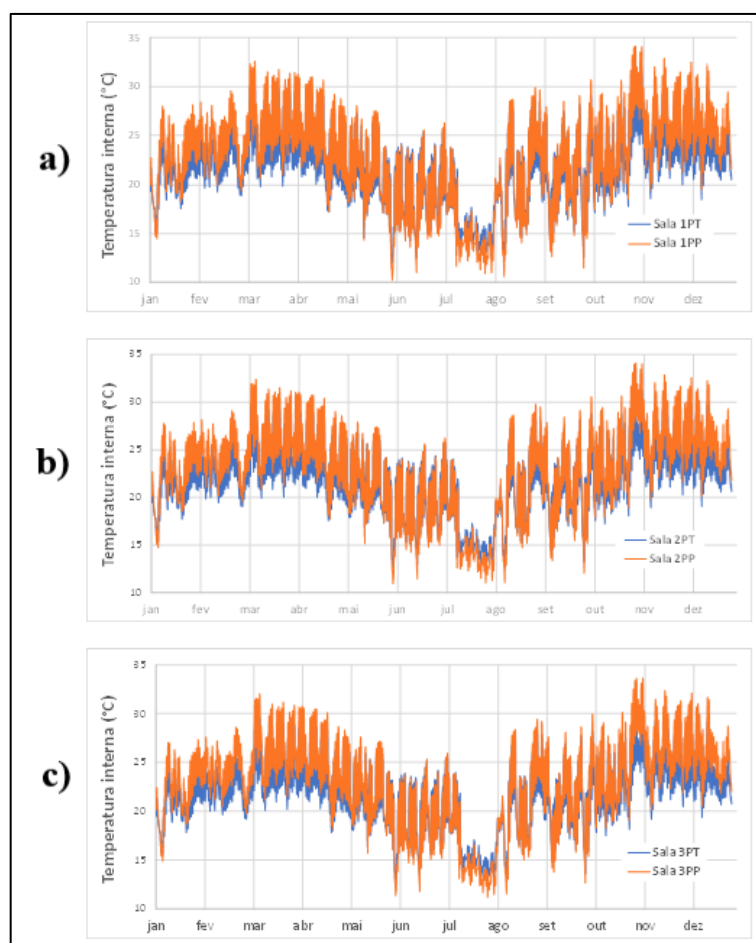 a)
Temperatura interna (°C)
35
30
25
20
15
10
jan fev mar abr mai jun jul ago set out nov dez
Sala 1PT
Sala 1PP
b)
Temperatura interna (°C)
35
30
25
20
15
10
jan fev mar abr mai jun jul ago set out nov dez
Sala 2PT
Sala 2PP
c)
Temperatura interna (°C)
35
30
25
20
15
10
jan fev mar abr mai jun jul ago set out nov dez
Sala 3PT
Sala 3PP